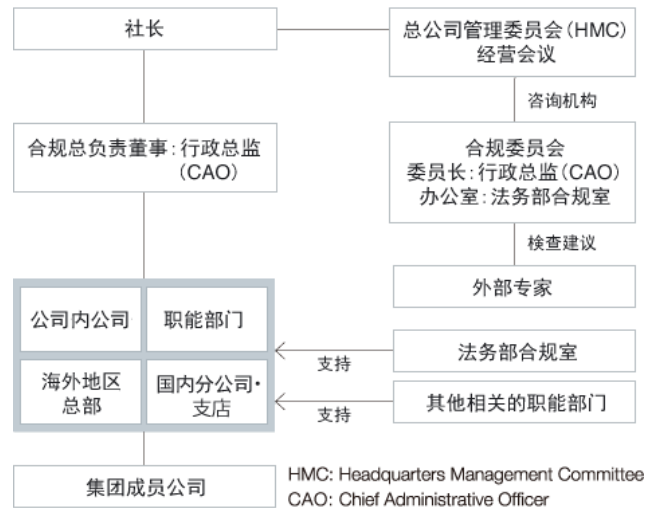 社长
总公司管理委员会(HMC)
经营会议
咨询机构
合规总负责董事:行政总监
(CAO)
合规委员会
委员长:行政总监(CAO)
办公室:法务部合规室
检查建议
外部专家
公司内公司
职能部门
海外地区
总部
国内分公司·
支店
支持
法务部合规室
支持
其他相关的职能部门
集团成员公司
HMC: Headquarters Management Committee
CAO: Chief Administrative Officer